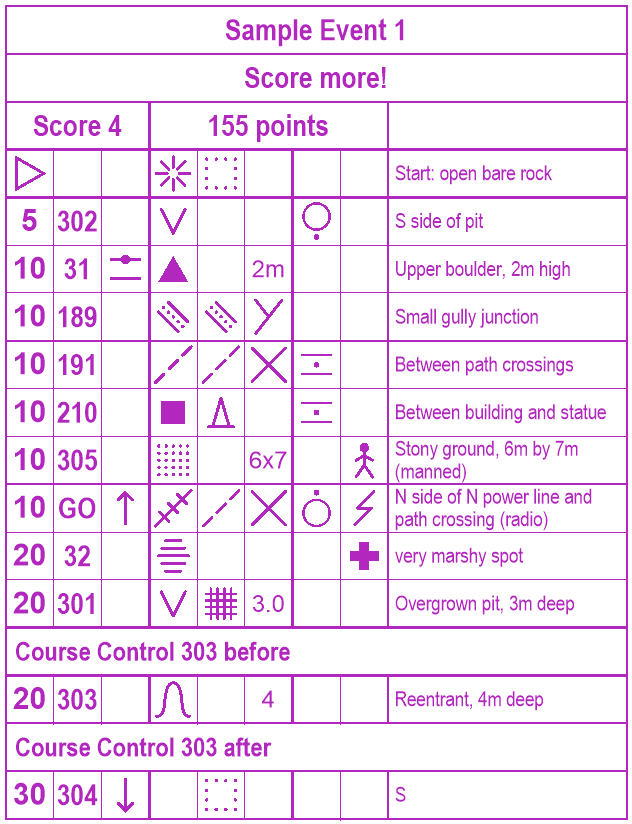 Sample Event 1
Score more!
Score 4 155 points
Start: open bare rock
5 302 S side of pit
10 31 2m Upper boulder, 2m high
10 189 Small gully junction
10 191 Between path crossings
10 210 Between building and statue
10 305 6x7 Stony ground, 6m by 7m
(manned)
10 GO N side of N power line and
path crossing (radio)
20 32 very marshy spot
20 301 3.0 Overgrown pit, 3m deep
Course Control 303 before
20 303 4 Reentrant, 4m deep
Course Control 303 after
30 304 S